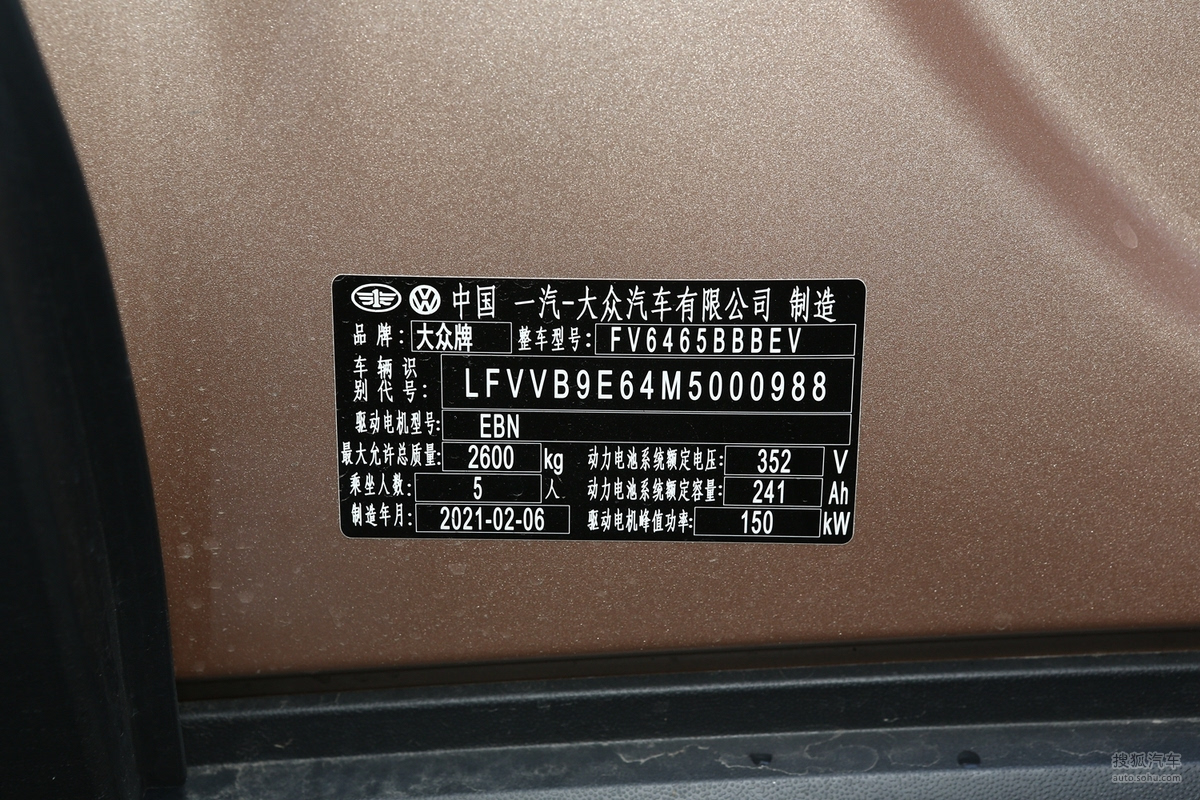 中国 一汽-大众汽车有限公司 制造
品牌: 大众牌 整车型号: FV6465BBBEV
车辆识别代号: LFVVB9E64M5000988
驱动电机型号: EBN
最大允许总质量: 2600 kg 动力电池系统额定电压: 352 V
乘坐人数: 5 人 动力电池系统额定容量: 241 Ah
制造年月: 2021-02-06 驱动电机峰值功率: 150 kW
搜狐汽车
auto.sohu.com